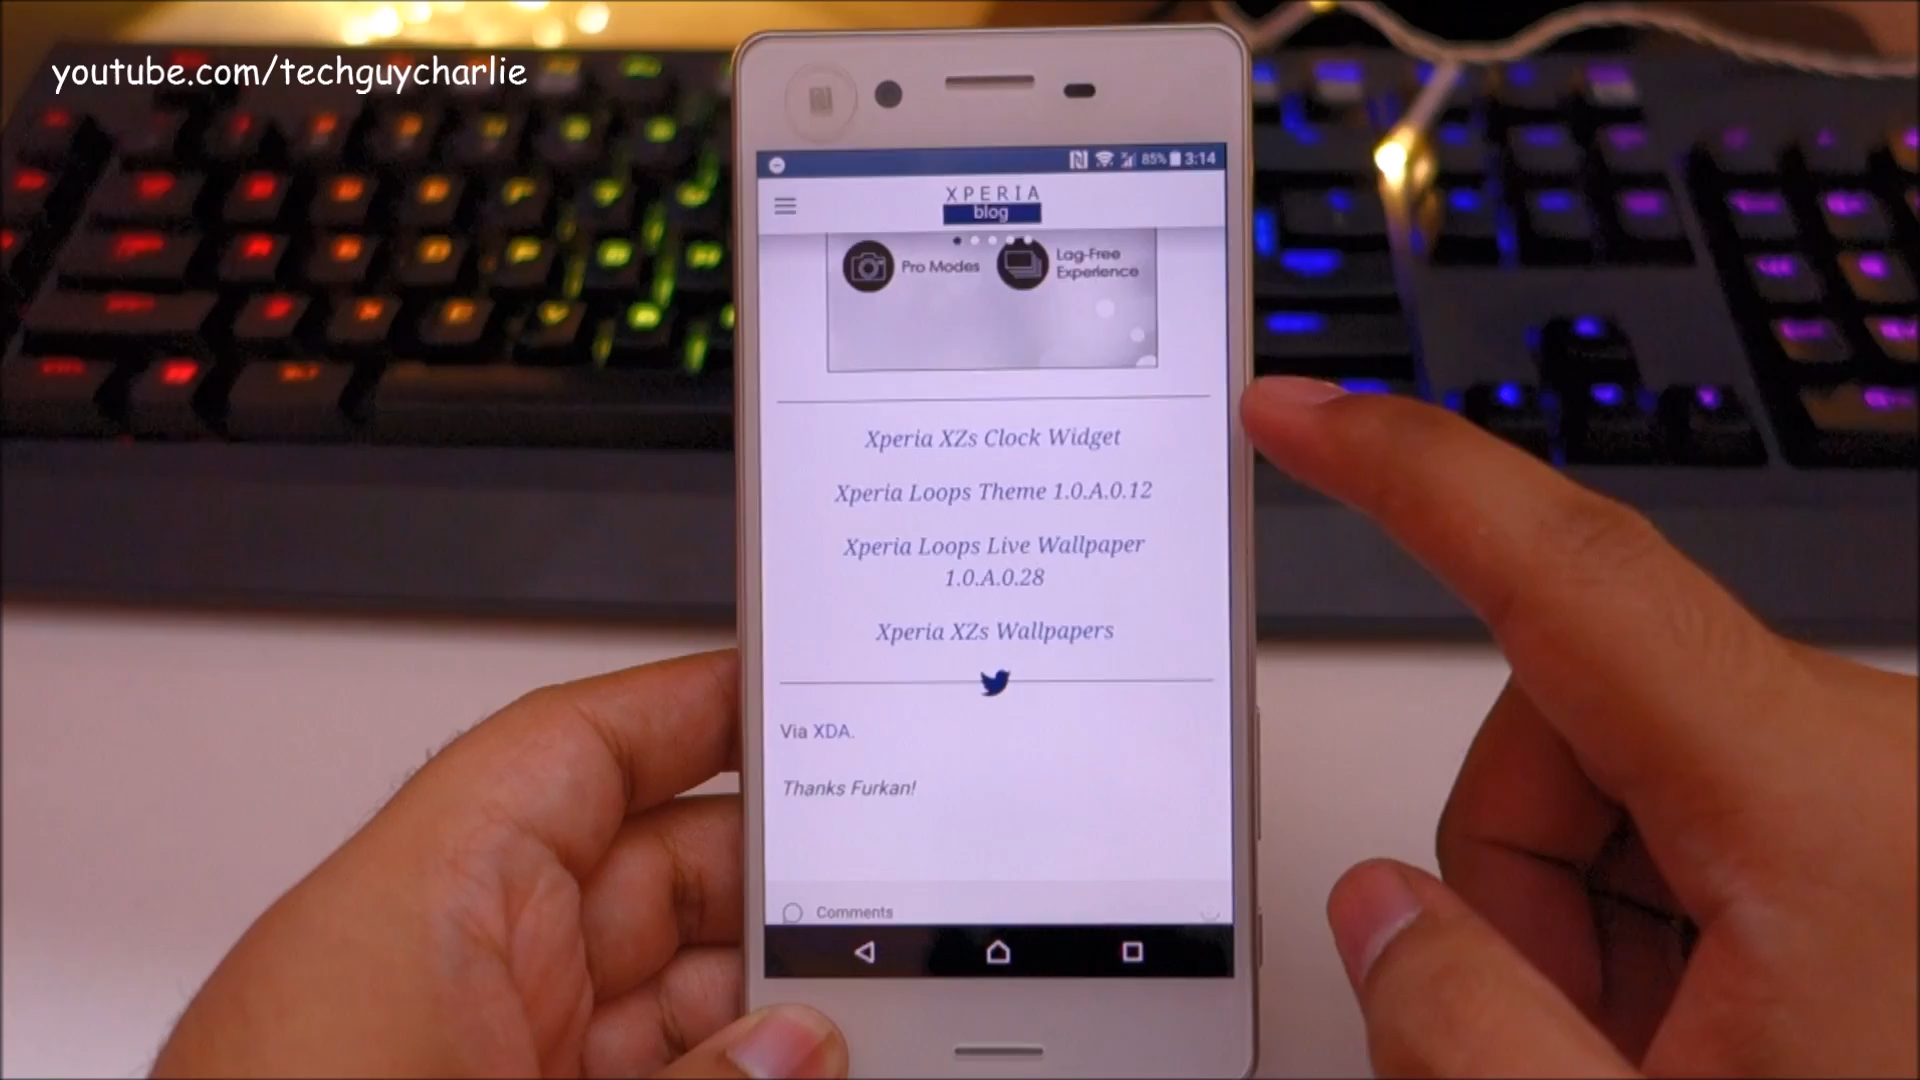 youtube.com/techguycharlie
85% 3:14
XPERIA
blog
Pro Modes
Lag-Free
Experience
Xperia XZs Clock Widget
Xperia Loops Theme 1.0.A.0.12
Xperia Loops Live Wallpaper
1.0.A.0.28
Xperia XZs Wallpapers
Via XDA.
Thanks Furkan!
Comments